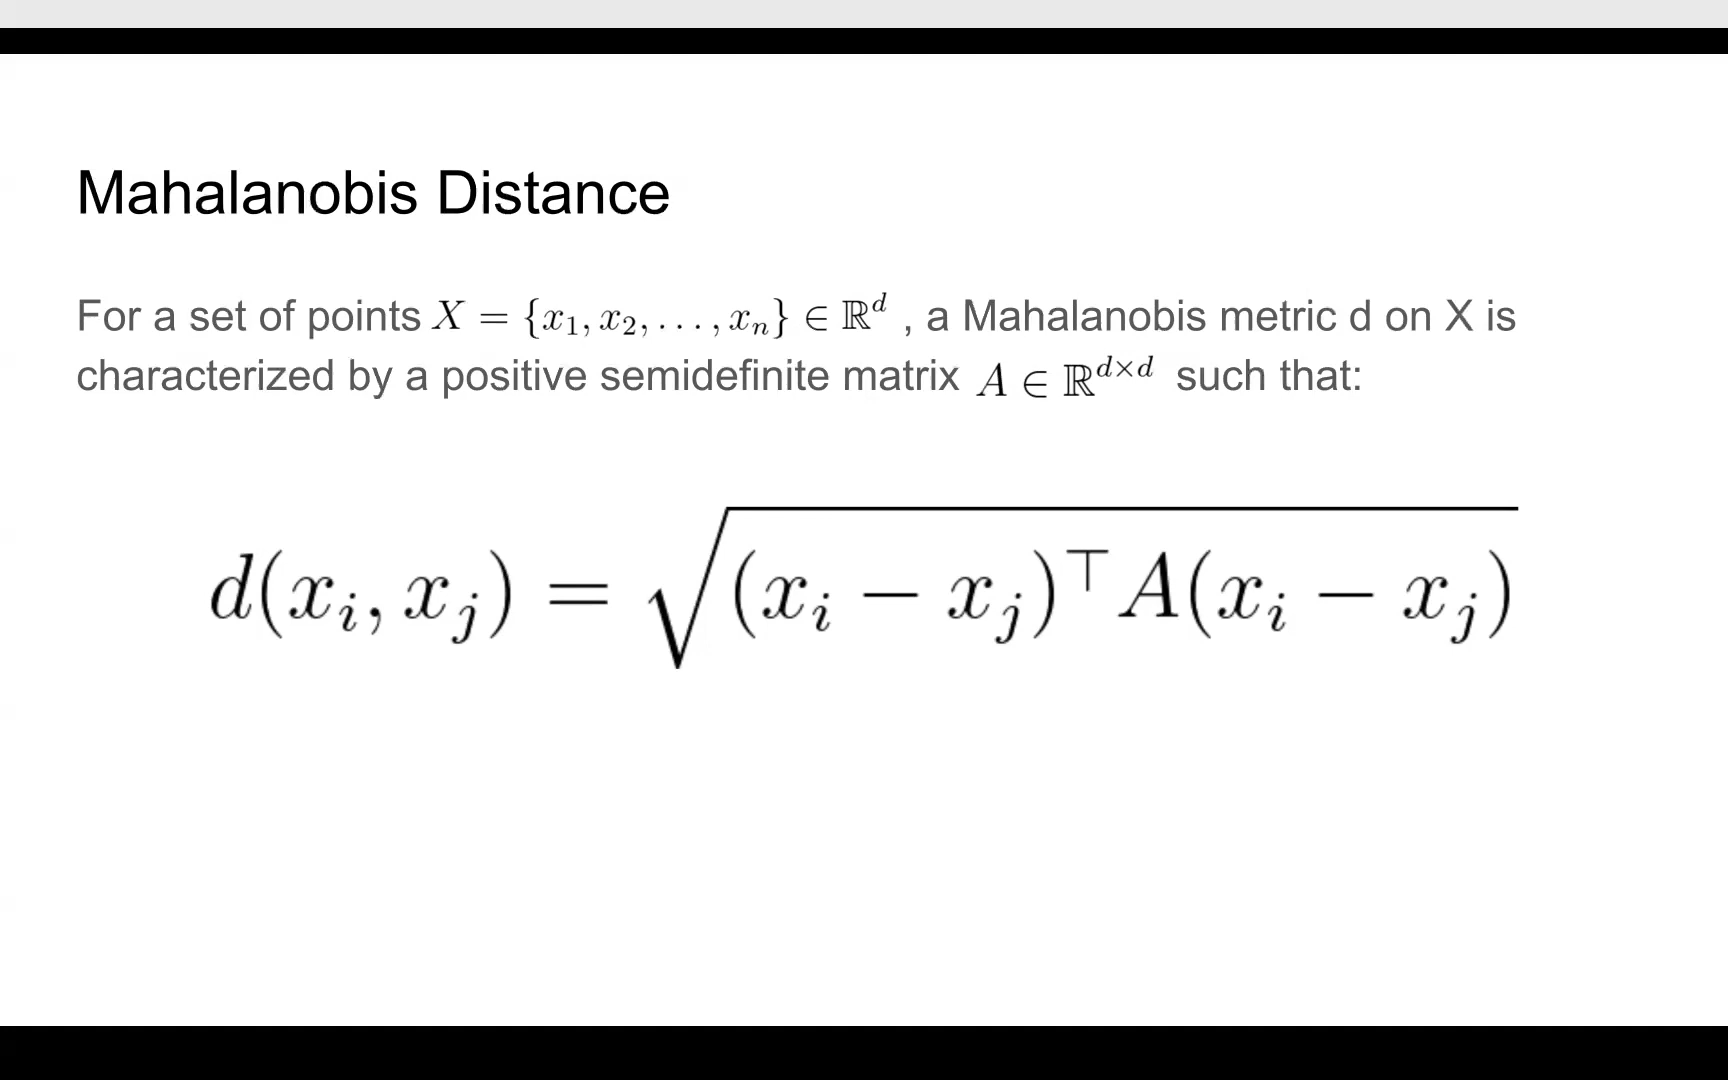 Mahalanobis Distance
For a set of points X = {x₁, x₂, . . . , xₙ} ∈ ℝᵈ , a Mahalanobis metric d on X is
characterized by a positive semidefinite matrix A ∈ ℝᵈˣᵈ such that:
d(xᵢ, xⱼ) = √(xᵢ − xⱼ)ᵀA(xᵢ − xⱼ)